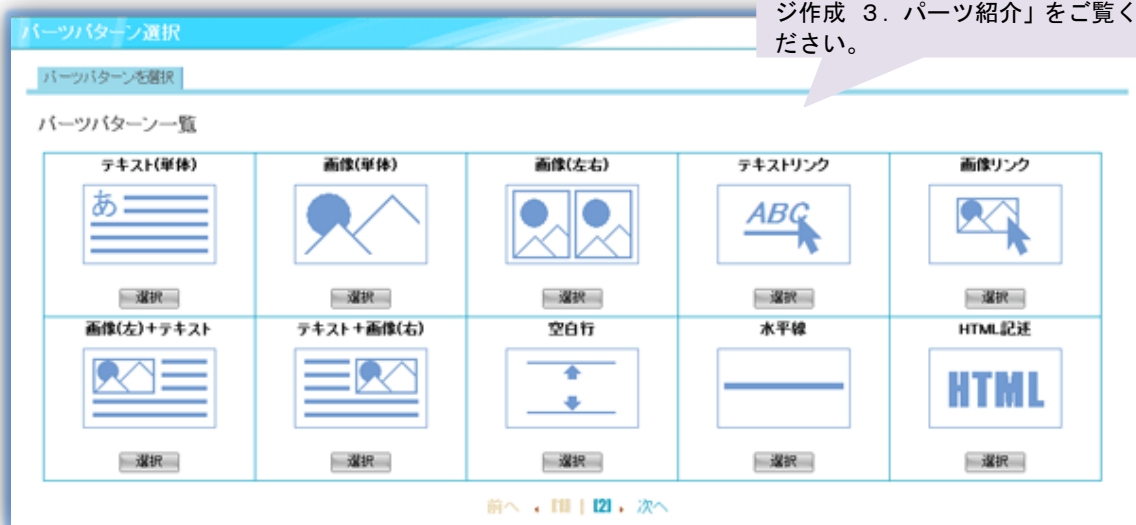 ジ作成 3．パーツ紹介」をご覧く
ださい。
パーツパターン選択
パーツパターンを選択
パーツパターン一覧
テキスト(単体) 画像(単体) 画像(左右) テキストリンク 画像リンク
あ ABC
選択 選択 選択 選択 選択
画像(左)+テキスト テキスト+画像(右) 空白行 水平線 HTML記述
HTML
選択 選択 選択 選択 選択
前へ [1] | [2] 次へ